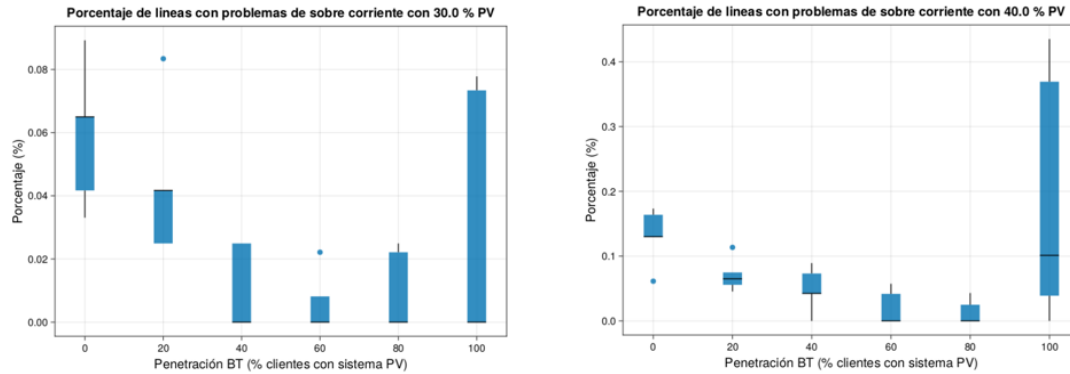 Porcentaje de lineas con problemas de sobre corriente con 30.0 % PV
Porcentaje (%)
0.08
0.06
0.04
0.02
0.00
0 20 40 60 80 100
Penetración BT (% clientes con sistema PV)
Porcentaje de lineas con problemas de sobre corriente con 40.0 % PV
Porcentaje (%)
0.4
0.3
0.2
0.1
0.0
0 20 40 60 80 100
Penetración BT (% clientes con sistema PV)